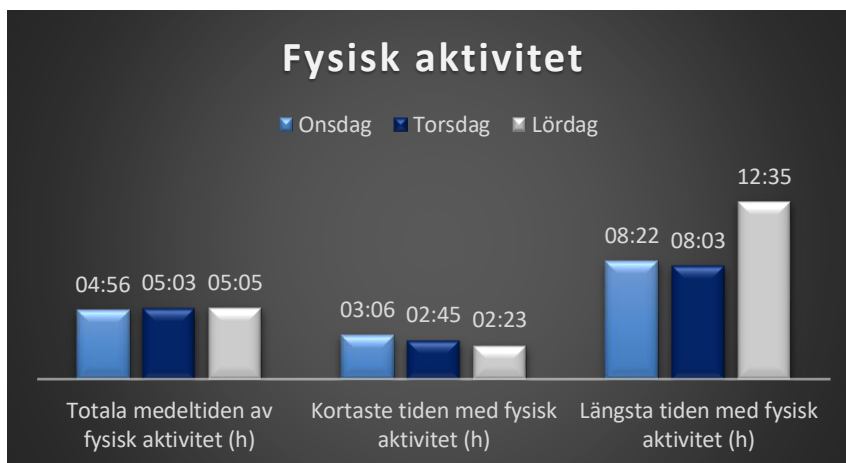 Fysisk aktivitet
Onsdag Torsdag Lördag
12:35
08:22 08:03
04:56 05:03 05:05
03:06 02:45 02:23
Totala medeltiden av fysisk aktivitet (h)
Kortaste tiden med fysisk aktivitet (h)
Längsta tiden med fysisk aktivitet (h)